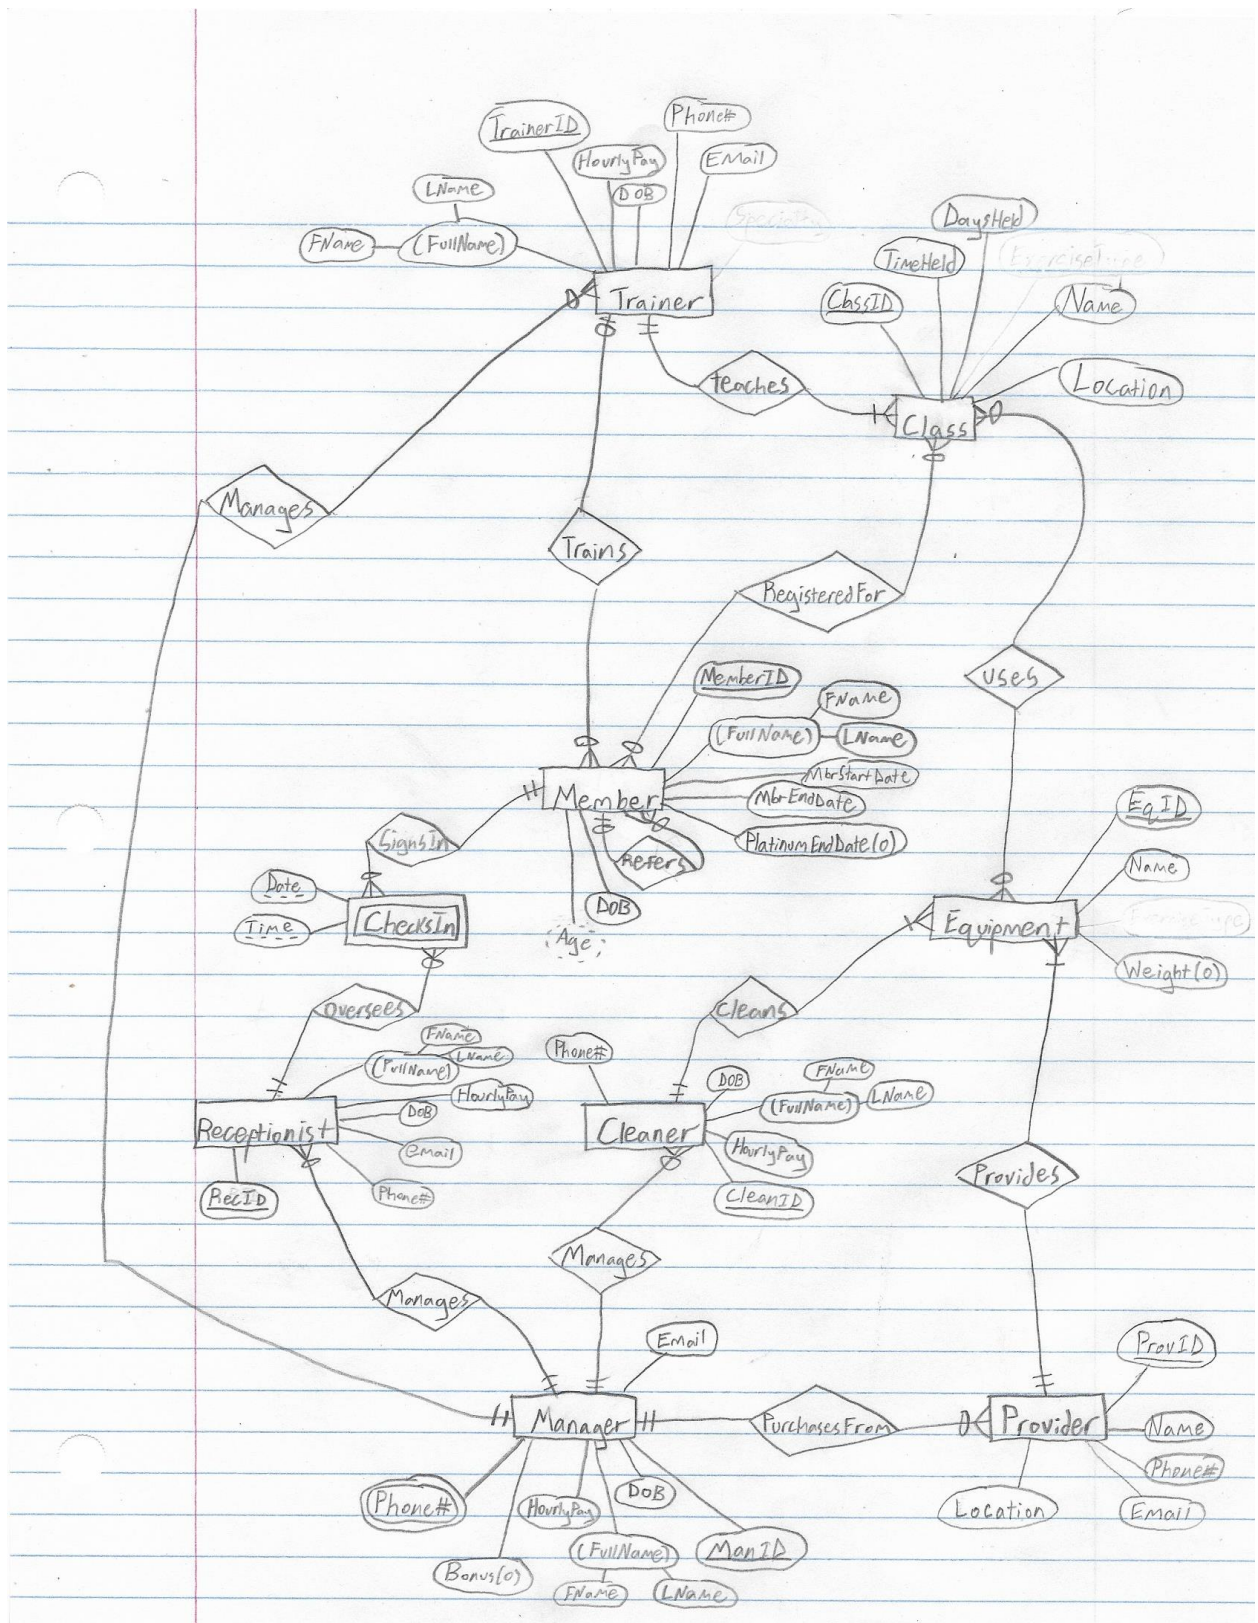 TrainerID
Phone#
HourlyPay
EMail
LName
DOB
FName
(FullName)
Specialty
DaysHeld
TimeHeld
ExerciseType
ClassID
Name
Trainer
teaches
Location
Class
Manages
Trains
RegisteredFor
uses
MemberID
FName
(FullName)
LName
MbrStartDate
MbrEndDate
Member
PlatinumEndDate(O)
SignsIn
Refers
DOB
Age
EqID
Name
Date
Time
ChecksIn
Equipment
ExerciseType
Weight(O)
Oversees
Cleans
FName
(FullName)
LName
HourlyPay
DOB
email
Phone#
Receptionist
RecID
Phone#
DOB
FName
(FullName)
LName
Cleaner
HourlyPay
CleanID
Provides
Manages
Manages
Email
ProvID
Manager
PurchasesFrom
Provider
Name
Phone#
Email
Location
Phone#
HourlyPay
DOB
Bonus(O)
(FullName)
ManID
FName
LName